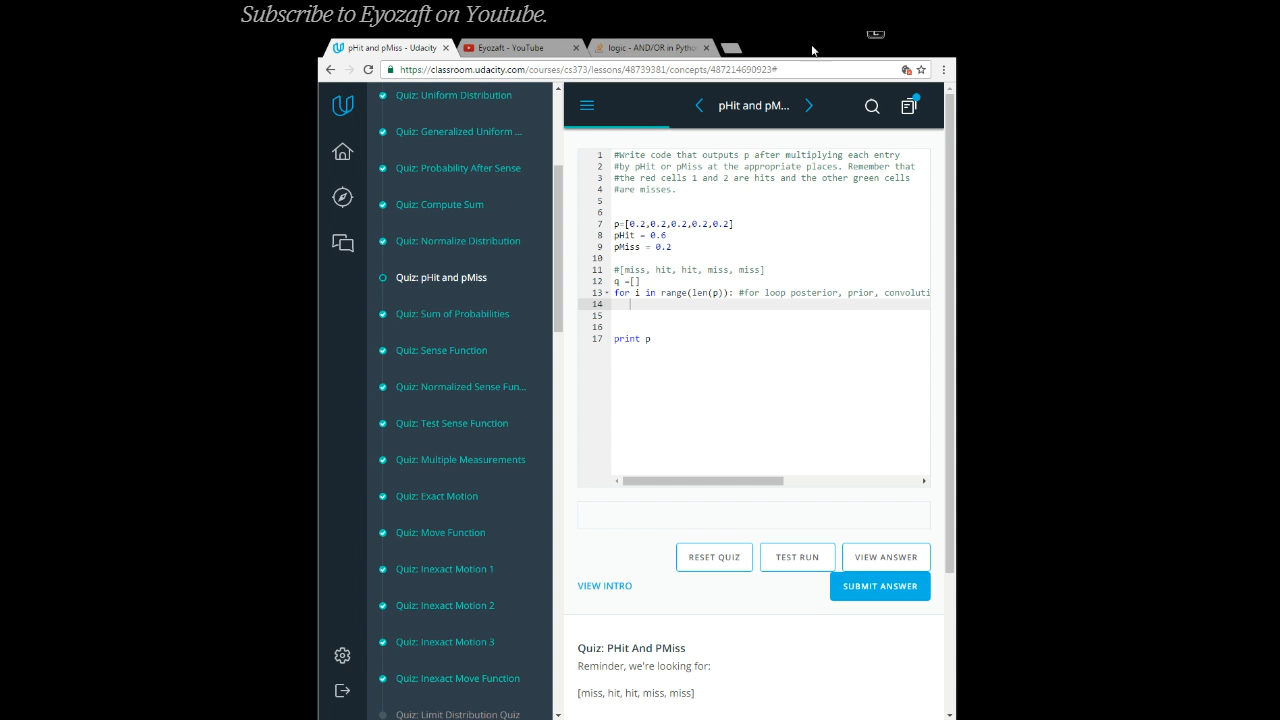 Subscribe to Eyozaft on Youtube.
pHit and pMiss - Udacity
Eyozaft - YouTube
logic - AND/OR in Pytho
https://classroom.udacity.com/courses/cs373/lessons/48739381/concepts/487214690923#
Quiz: Uniform Distribution
Quiz: Generalized Uniform ...
Quiz: Probability After Sense
Quiz: Compute Sum
Quiz: Normalize Distribution
Quiz: pHit and pMiss
Quiz: Sum of Probabilities
Quiz: Sense Function
Quiz: Normalized Sense Fun...
Quiz: Test Sense Function
Quiz: Multiple Measurements
Quiz: Exact Motion
Quiz: Move Function
Quiz: Inexact Motion 1
Quiz: Inexact Motion 2
Quiz: Inexact Motion 3
Quiz: Inexact Move Function
Quiz: Limit Distribution Quiz
pHit and pM...
1 #Write code that outputs p after multiplying each entry
2 #by pHit or pMiss at the appropriate places. Remember that
3 #the red cells 1 and 2 are hits and the other green cells
4 #are misses.
5
6
7 p=[0.2,0.2,0.2,0.2,0.2]
8 pHit = 0.6
9 pMiss = 0.2
10
11 #[miss, hit, hit, miss, miss]
12 q =[]
13 for i in range(len(p)): #for loop posterior, prior, convoluti
14
15
16
17 print p
RESET QUIZ
TEST RUN
VIEW ANSWER
VIEW INTRO
SUBMIT ANSWER
Quiz: PHit And PMiss
Reminder, we're looking for:
[miss, hit, hit, miss, miss]